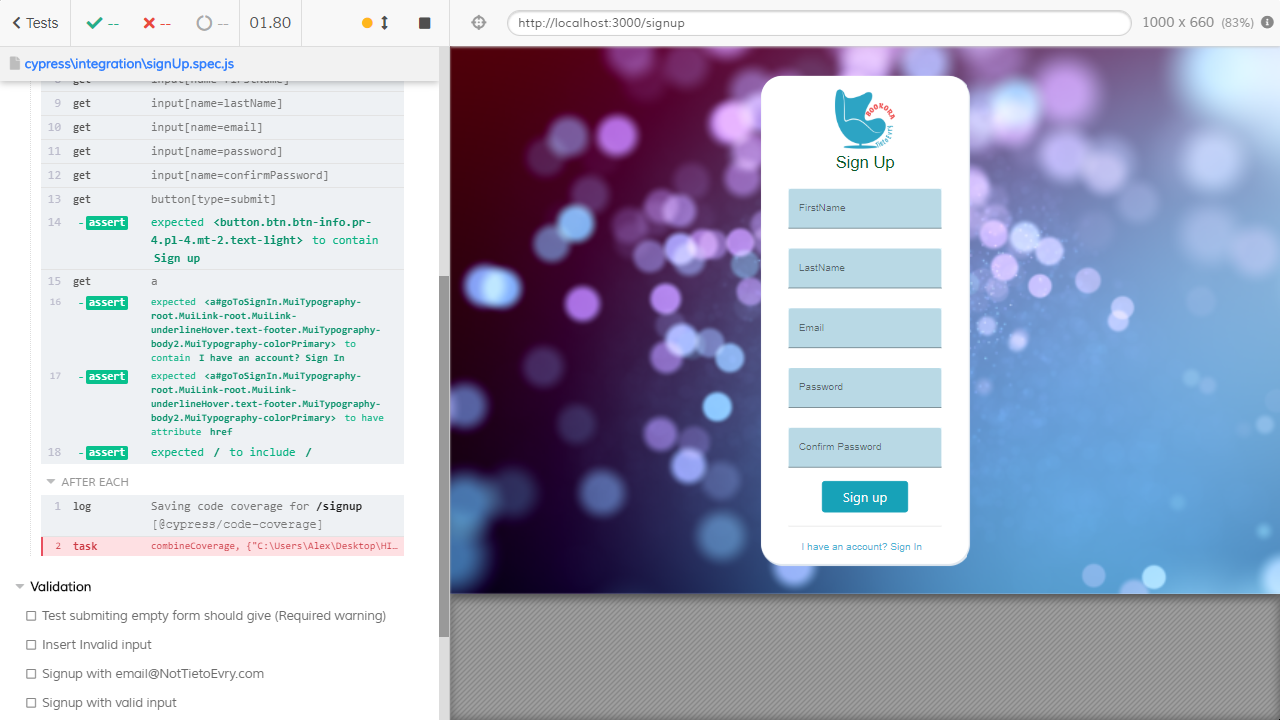 Tests
--
--
--
01.80
http://localhost:3000/signup
1000 x 660 (83%)
cypress\integration\signUp.spec.js
8 get input[name=firstName]
9 get input[name=lastName]
10 get input[name=email]
11 get input[name=password]
12 get input[name=confirmPassword]
13 get button[type=submit]
14 -assert expected <button.btn.btn-info.pr-
4.pl-4.mt-2.text-light> to contain
Sign up
15 get a
16 -assert expected <a#goToSignIn.MuiTypography-
root.MuiLink-root.MuiLink-
underlineHover.text-footer.MuiTypography-
body2.MuiTypography-colorPrimary> to
contain I have an account? Sign In
17 -assert expected <a#goToSignIn.MuiTypography-
root.MuiLink-root.MuiLink-
underlineHover.text-footer.MuiTypography-
body2.MuiTypography-colorPrimary> to have
attribute href
18 -assert expected / to include /
AFTER EACH
1 log Saving code coverage for /signup
[@cypress/code-coverage]
2 task combineCoverage, {"C:\Users\Alex\Desktop\HI…
Validation
Test submiting empty form should give (Required warning)
Insert Invalid input
Signup with email@NotTietoEvry.com
Signup with valid input
BOOKORA
TietoEvry
Sign Up
FirstName
LastName
Email
Password
Confirm Password
Sign up
I have an account? Sign In